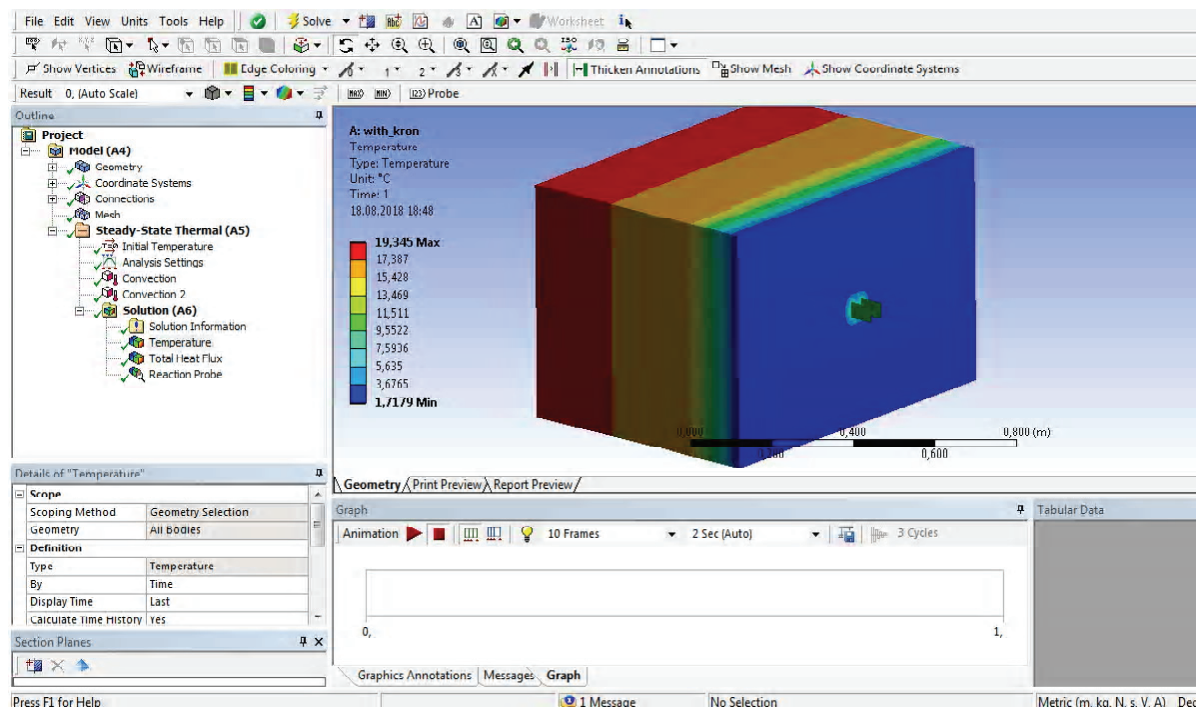 File Edit View Units Tools Help Solve Worksheet
Show Vertices Wireframe Edge Coloring Thicken Annotations Show Mesh Show Coordinate Systems
Result 0, (Auto Scale) MAX MIN 123 Probe
Outline
Project
Model (A4)
Geometry
Coordinate Systems
Connections
Mesh
Steady-State Thermal (A5)
Initial Temperature
Analysis Settings
Convection
Convection 2
Solution (A6)
Solution Information
Temperature
Total Heat Flux
Reaction Probe
A: with_kron
Temperature
Type: Temperature
Unit: °C
Time: 1
18.08.2018 18:48
19,345 Max
17,387
15,428
13,469
11,511
9,5522
7,5936
5,635
3,6765
1,7179 Min
0,000 0,400 0,800 (m)
0,200 0,600
Geometry Print Preview Report Preview
Details of "Temperature"
Scope
Scoping Method Geometry Selection
Geometry All Bodies
Definition
Type Temperature
By Time
Display Time Last
Calculate Time History Yes
Section Planes
Graph
Animation 10 Frames 2 Sec (Auto) 3 Cycles
0, 1,
Graphics Annotations Messages Graph
Tabular Data
Press F1 for Help 1 Message No Selection Metric (m, kg, N, s, V, A)